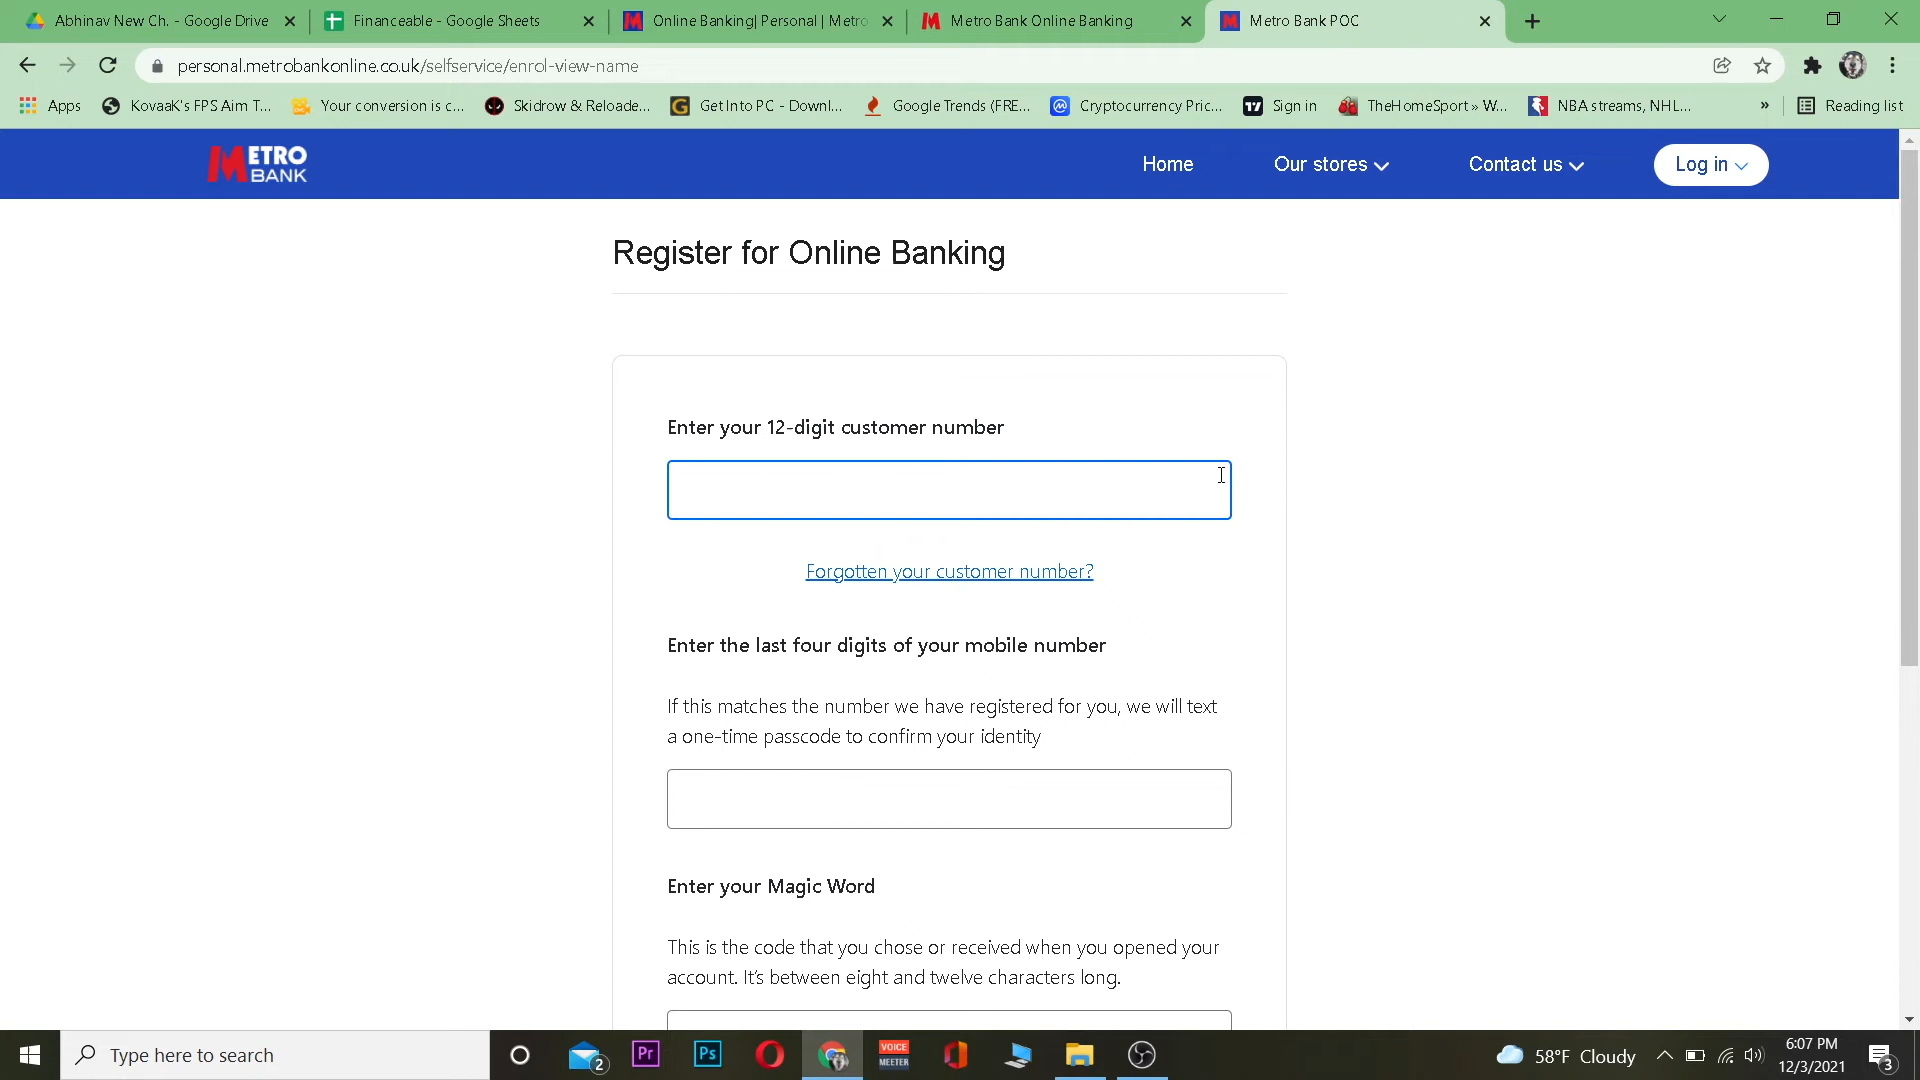 Abhinav New Ch. - Google Drive
Financeable - Google Sheets
Online Banking| Personal | Metro
Metro Bank Online Banking
Metro Bank POC
personal.metrobankonline.co.uk/selfservice/enrol-view-name
Apps
KovaaK's FPS Aim T...
Your conversion is c...
Skidrow & Reloade...
Get Into PC - Downl...
Google Trends (FRE...
Cryptocurrency Pric...
Sign in
TheHomeSport » W...
NBA streams, NHL...
»
Reading list
METRO BANK
Home
Our stores
Contact us
Log in
Register for Online Banking
Enter your 12-digit customer number
Forgotten your customer number?
Enter the last four digits of your mobile number
If this matches the number we have registered for you, we will text
a one-time passcode to confirm your identity
Enter your Magic Word
This is the code that you chose or received when you opened your
account. It's between eight and twelve characters long.
Type here to search
2
Pr
Ps
VOICE
MEETER
58°F Cloudy
6:07 PM
12/3/2021
3